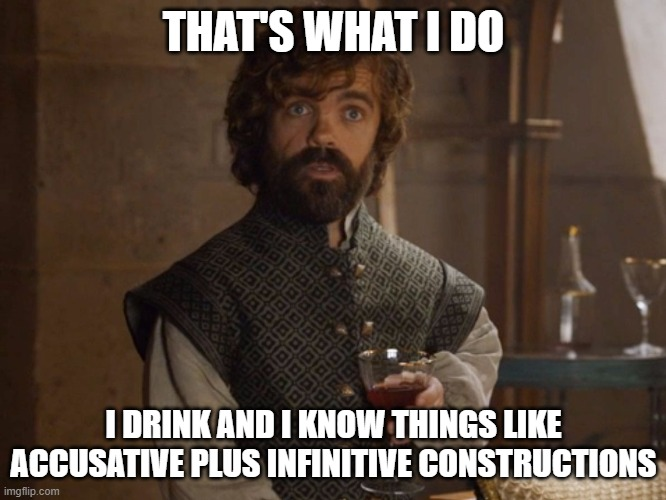 THAT'S WHAT I DO
I DRINK AND I KNOW THINGS LIKE
ACCUSATIVE PLUS INFINITIVE CONSTRUCTIONS
imgflip.com